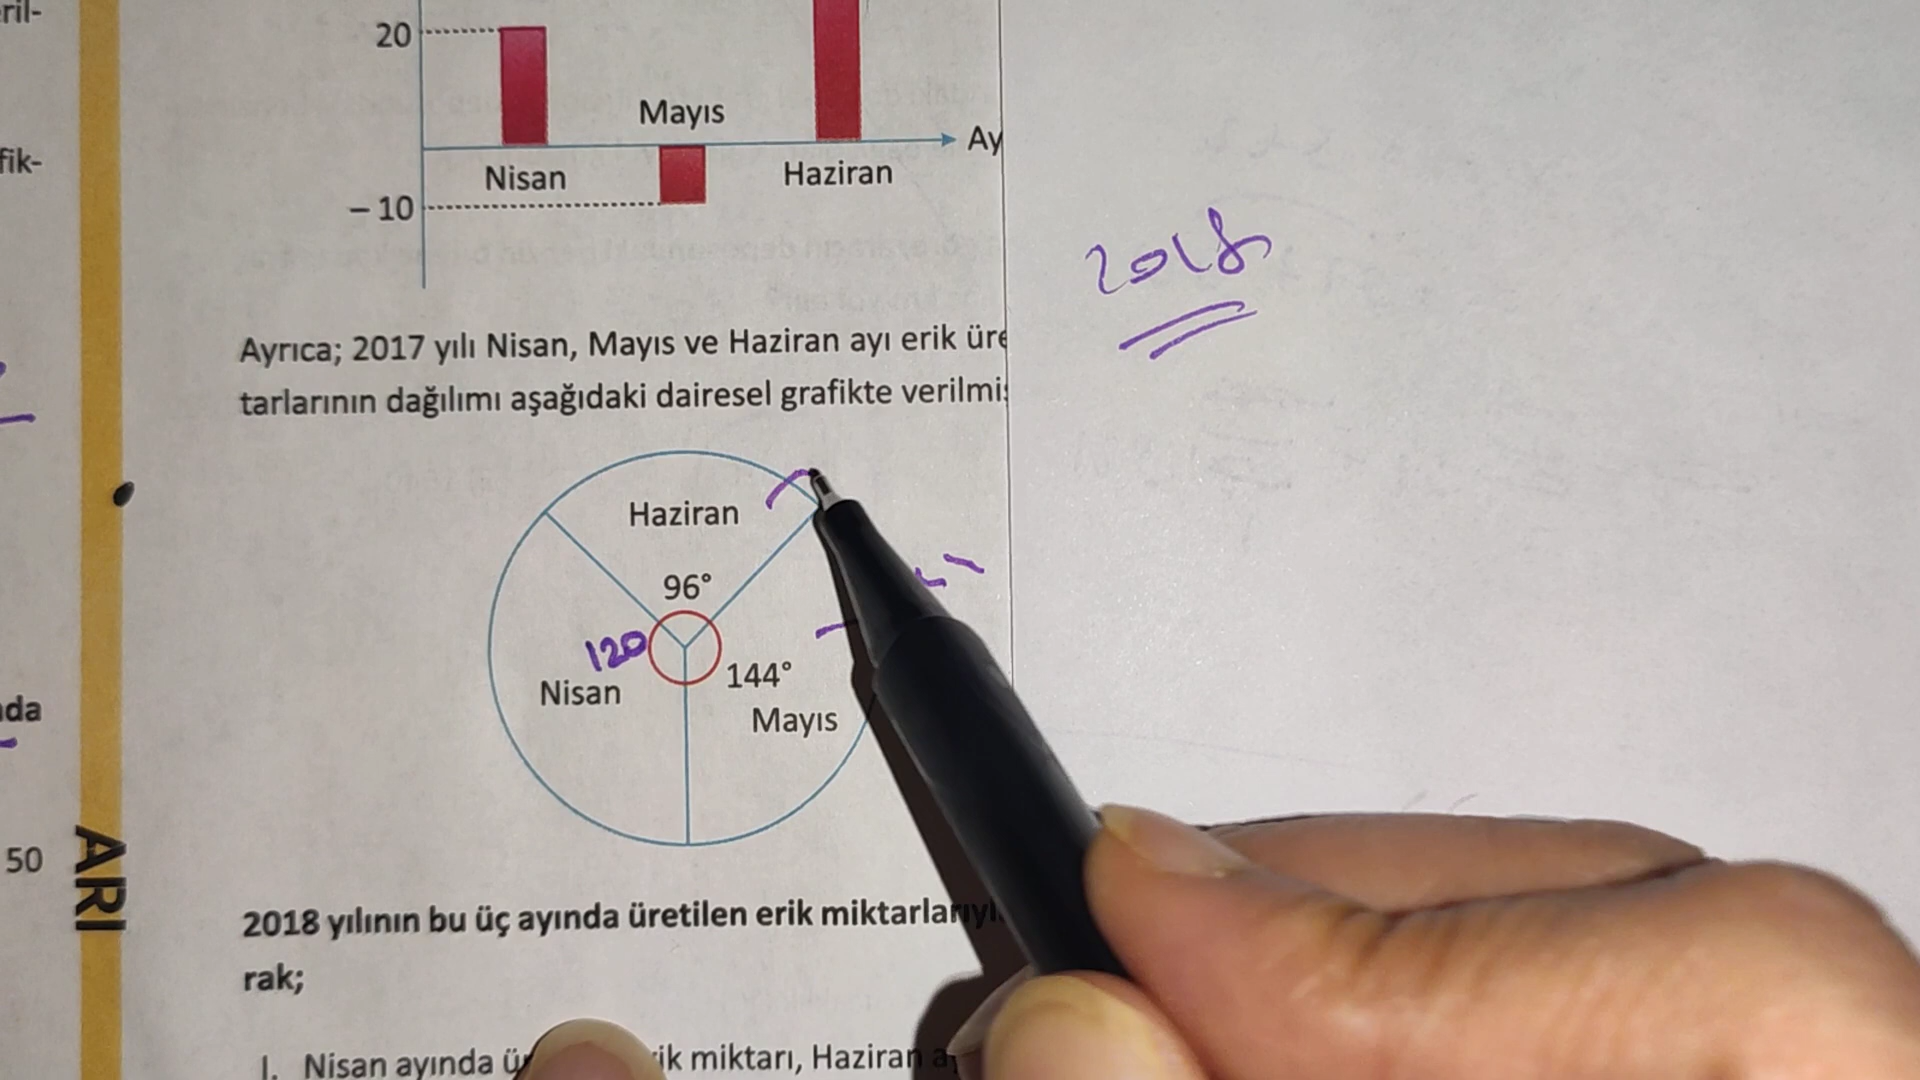 20
Mayıs
Ay
Nisan
Haziran
– 10
2018
Ayrıca; 2017 yılı Nisan, Mayıs ve Haziran ayı erik üre
tarlarının dağılımı aşağıdaki dairesel grafikte verilmiş
Haziran
96°
120
144°
Nisan
Mayıs
2018 yılının bu üç ayında üretilen erik miktarlarıyl
rak;
I. Nisan ayında ür ik miktarı, Haziran a
ril-
fik-
da
50
ARI